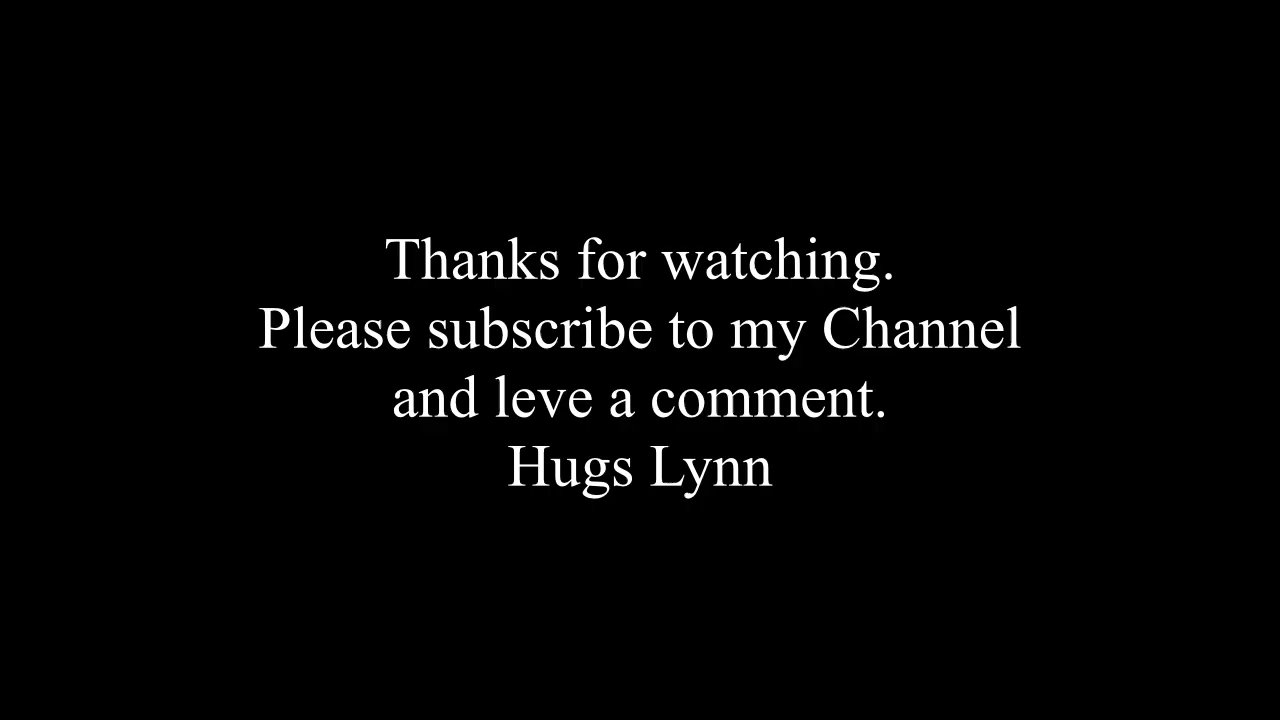 Thanks for watching.
Please subscribe to my Channel
and leve a comment.
Hugs Lynn